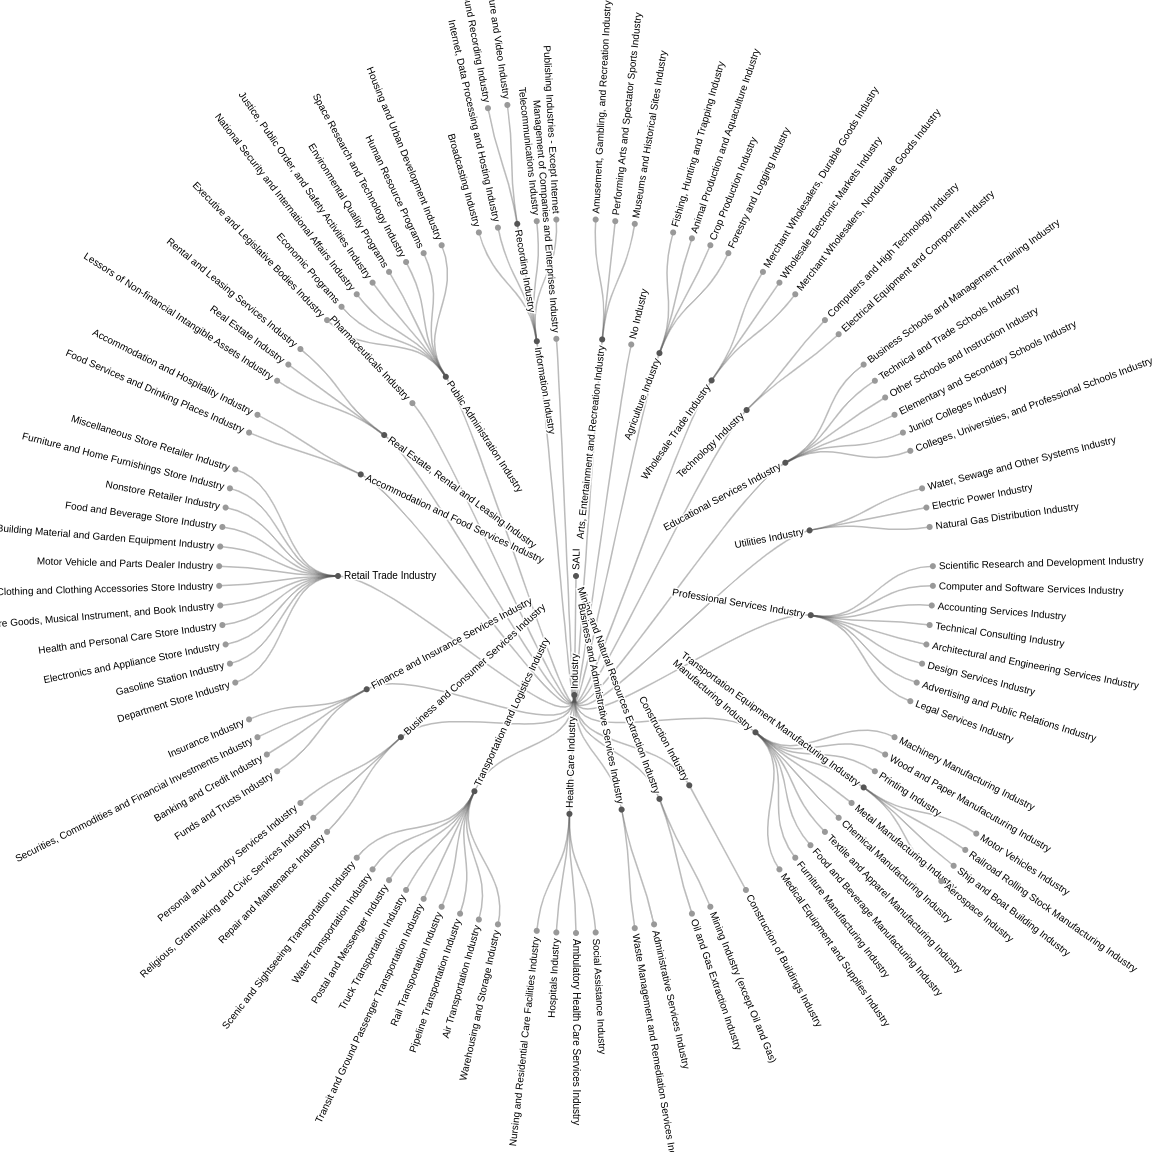 SALI
Industry
Arts, Entertainment and Recreation Industry
Amusement, Gambling, and Recreation Industry
Performing Arts and Spectator Sports Industry
Museums and Historical Sites Industry
No Industry
Agriculture Industry
Fishing, Hunting and Trapping Industry
Animal Production and Aquaculture Industry
Crop Production Industry
Forestry and Logging Industry
Wholesale Trade Industry
Merchant Wholesalers, Durable Goods Industry
Wholesale Electronic Markets Industry
Merchant Wholesalers, Nondurable Goods Industry
Technology Industry
Computers and High Technology Industry
Electrical Equipment and Component Industry
Educational Services Industry
Business Schools and Management Training Industry
Technical and Trade Schools Industry
Other Schools and Instruction Industry
Elementary and Secondary Schools Industry
Junior Colleges Industry
Colleges, Universities, and Professional Schools Industry
Utilities Industry
Water, Sewage and Other Systems Industry
Electric Power Industry
Natural Gas Distribution Industry
Professional Services Industry
Scientific Research and Development Industry
Computer and Software Services Industry
Accounting Services Industry
Technical Consulting Industry
Architectural and Engineering Services Industry
Design Services Industry
Advertising and Public Relations Industry
Legal Services Industry
Manufacturing Industry
Machinery Manufacturing Industry
Wood and Paper Manufacturing Industry
Printing Industry
Transportation Equipment Manufacturing Industry
Motor Vehicles Industry
Railroad Rolling Stock Manufacturing Industry
Ship and Boat Building Industry
Aerospace Industry
Metal Manufacturing Industry
Chemical Manufacturing Industry
Textile and Apparel Manufacturing Industry
Food and Beverage Manufacturing Industry
Furniture Manufacturing Industry
Medical Equipment and Supplies Industry
Construction Industry
Construction of Buildings Industry
Mining and Natural Resources Extraction Industry
Mining Industry (except Oil and Gas)
Oil and Gas Extraction Industry
Business and Administrative Services Industry
Administrative Services Industry
Waste Management and Remediation Services
Health Care Industry
Social Assistance Industry
Ambulatory Health Care Services Industry
Hospitals Industry
Nursing and Residential Care Facilities Industry
Transportation and Logistics Industry
Warehousing and Storage Industry
Air Transportation Industry
Pipeline Transportation Industry
Rail Transportation Industry
Transit and Ground Passenger Transportation Industry
Truck Transportation Industry
Postal and Messenger Industry
Water Transportation Industry
Scenic and Sightseeing Transportation Industry
Business and Consumer Services Industry
Repair and Maintenance Industry
Religious, Grantmaking and Civic Services Industry
Personal and Laundry Services Industry
Finance and Insurance Services Industry
Funds and Trusts Industry
Banking and Credit Industry
Securities, Commodities and Financial Investments Industry
Insurance Industry
Retail Trade Industry
Department Store Industry
Gasoline Station Industry
Electronics and Appliance Store Industry
Health and Personal Care Store Industry
Goods, Musical Instrument, and Book Industry
Clothing and Clothing Accessories Store Industry
Motor Vehicle and Parts Dealer Industry
Building Material and Garden Equipment Industry
Food and Beverage Store Industry
Nonstore Retailer Industry
Furniture and Home Furnishings Store Industry
Miscellaneous Store Retailer Industry
Accommodation and Food Services Industry
Food Services and Drinking Places Industry
Accommodation and Hospitality Industry
Real Estate, Rental and Leasing Industry
Lessors of Non-financial Intangible Assets Industry
Real Estate Industry
Rental and Leasing Services Industry
Pharmaceuticals Industry
Public Administration Industry
Executive and Legislative Bodies Industry
Economic Programs
National Security and International Affairs Industry
Justice, Public Order, and Safety Activities Industry
Environmental Quality Programs
Space Research and Technology Industry
Human Resource Programs
Housing and Urban Development Industry
Information Industry
Broadcasting Industry
Internet, Data Processing and Hosting Industry
Recording Industry
Recording Industry
and Video Industry
Telecommunications Industry
Publishing Industries - Except Internet
Management of Companies and Enterprises Industry